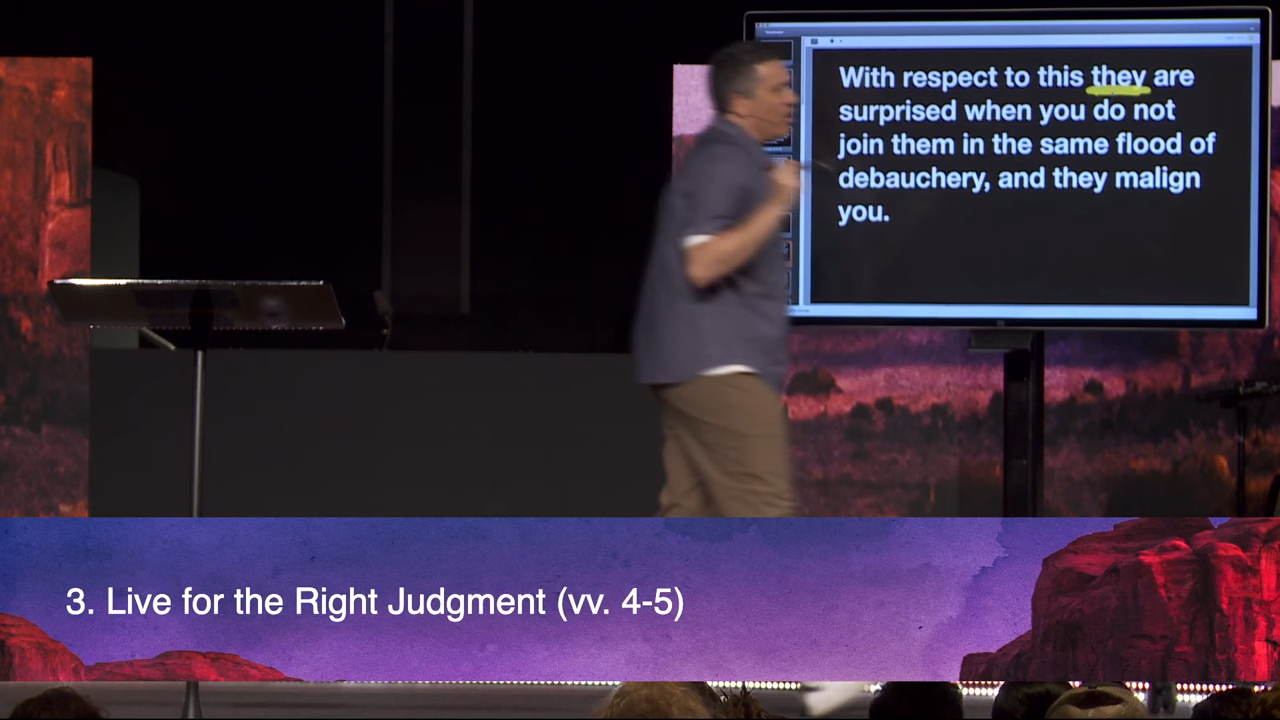 With respect to this they are
surprised when you do not
join them in the same flood of
debauchery, and they malign
you.
3. Live for the Right Judgment (vv. 4-5)